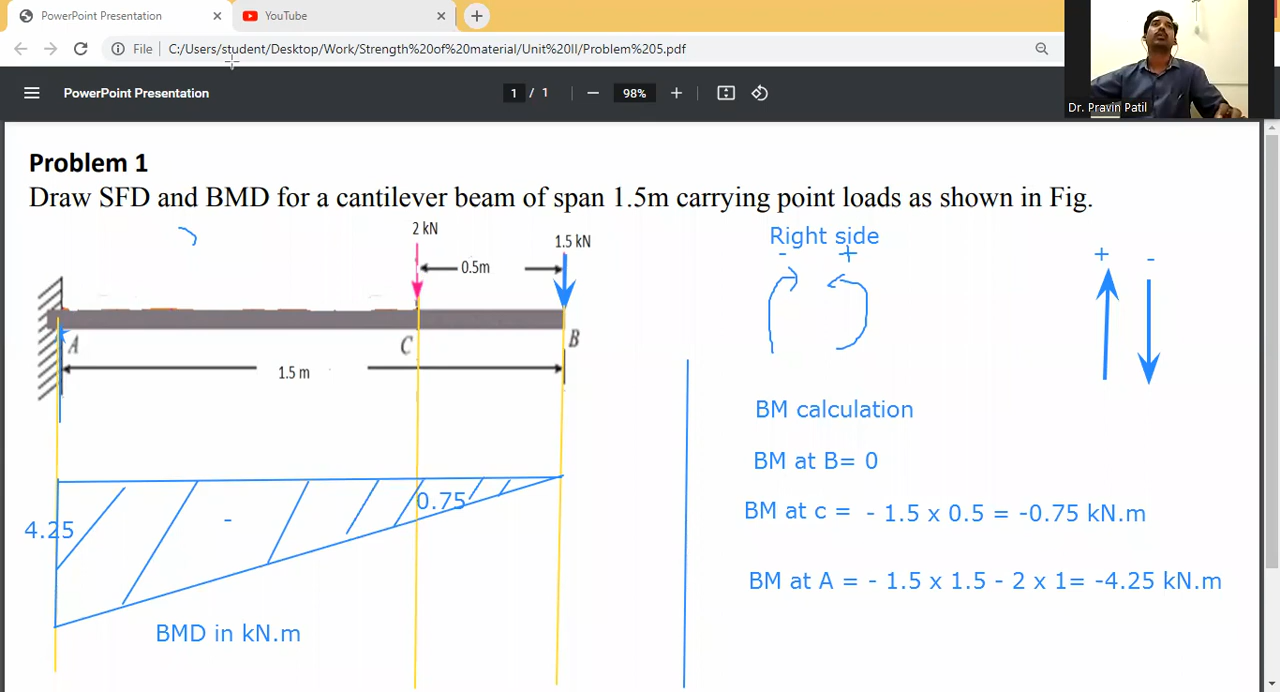 PowerPoint Presentation
YouTube
File
C:/Users/student/Desktop/Work/Strength%20of%20material/Unit%20II/Problem%205.pdf
PowerPoint Presentation
1 / 1
98%
Dr. Pravin Patil
Problem 1
Draw SFD and BMD for a cantilever beam of span 1.5m carrying point loads as shown in Fig.
2 kN
1.5 kN
0.5m
A
C
B
1.5 m
4.25
-
0.75
BMD in kN.m
Right side
- +
+ -
BM calculation
BM at B= 0
BM at c = - 1.5 x 0.5 = -0.75 kN.m
BM at A = - 1.5 x 1.5 - 2 x 1= -4.25 kN.m